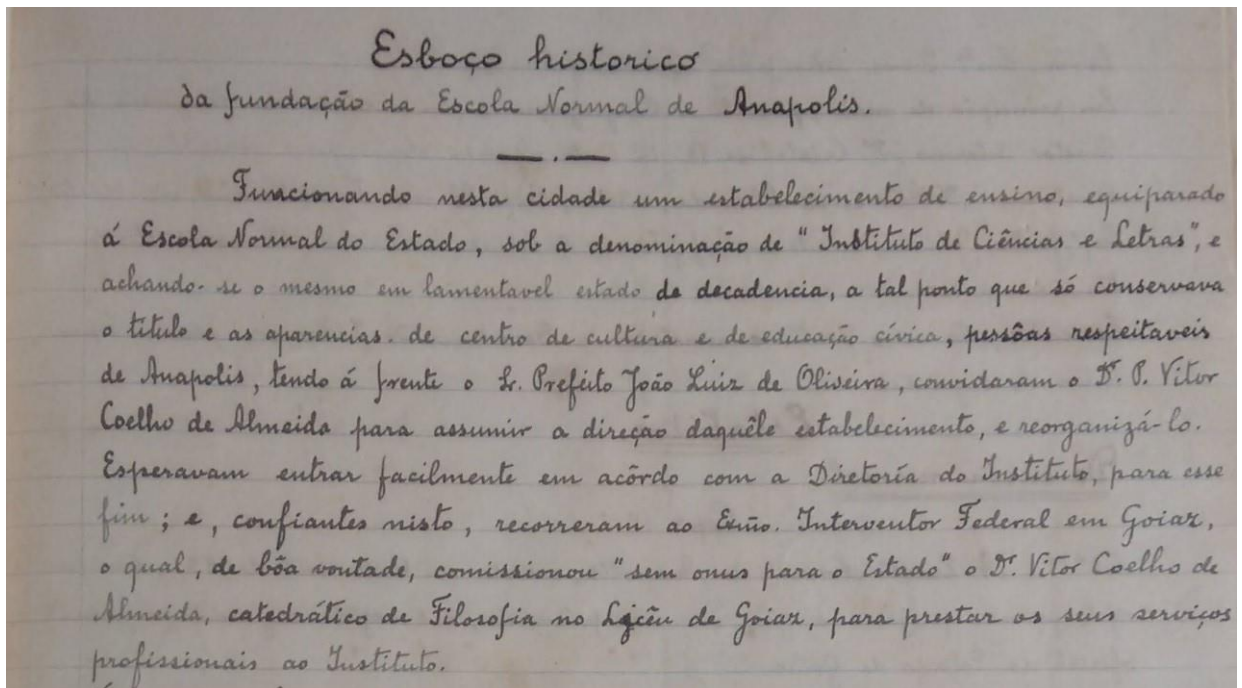 Esboço historico
da fundação da Escola Normal de Anapolis.
Funcionando nesta cidade um estabelecimento de ensino, equiparado
á Escola Normal do Estado, sob a denominação de "Instituto de Ciências e Letras", e
achando-se o mesmo em lamentavel estado de decadencia, a tal ponto que só conservava
o titulo e as aparencias de centro de cultura e de educação cívica, pessôas respeitaveis
de Anapolis, tendo á frente o Sr. Prefeito João Luiz de Oliveira, convidaram o Dr. P. Vitor
Coelho de Almeida para assumir a direção daquêle estabelecimento, e reorganizá-lo.
Esperavam entrar facilmente em acôrdo com a Diretoría do Instituto, para esse
fim; e, confiantes nisto, recorreram ao Exmo. Interventor Federal em Goiaz,
o qual, de bôa vontade, comissionou "sem onus para o Estado" o Dr. Vitor Coelho de
Almeida, catedrático de Filosofia no Licêu de Goiaz, para prestar os seus serviços
profissionais ao Instituto.